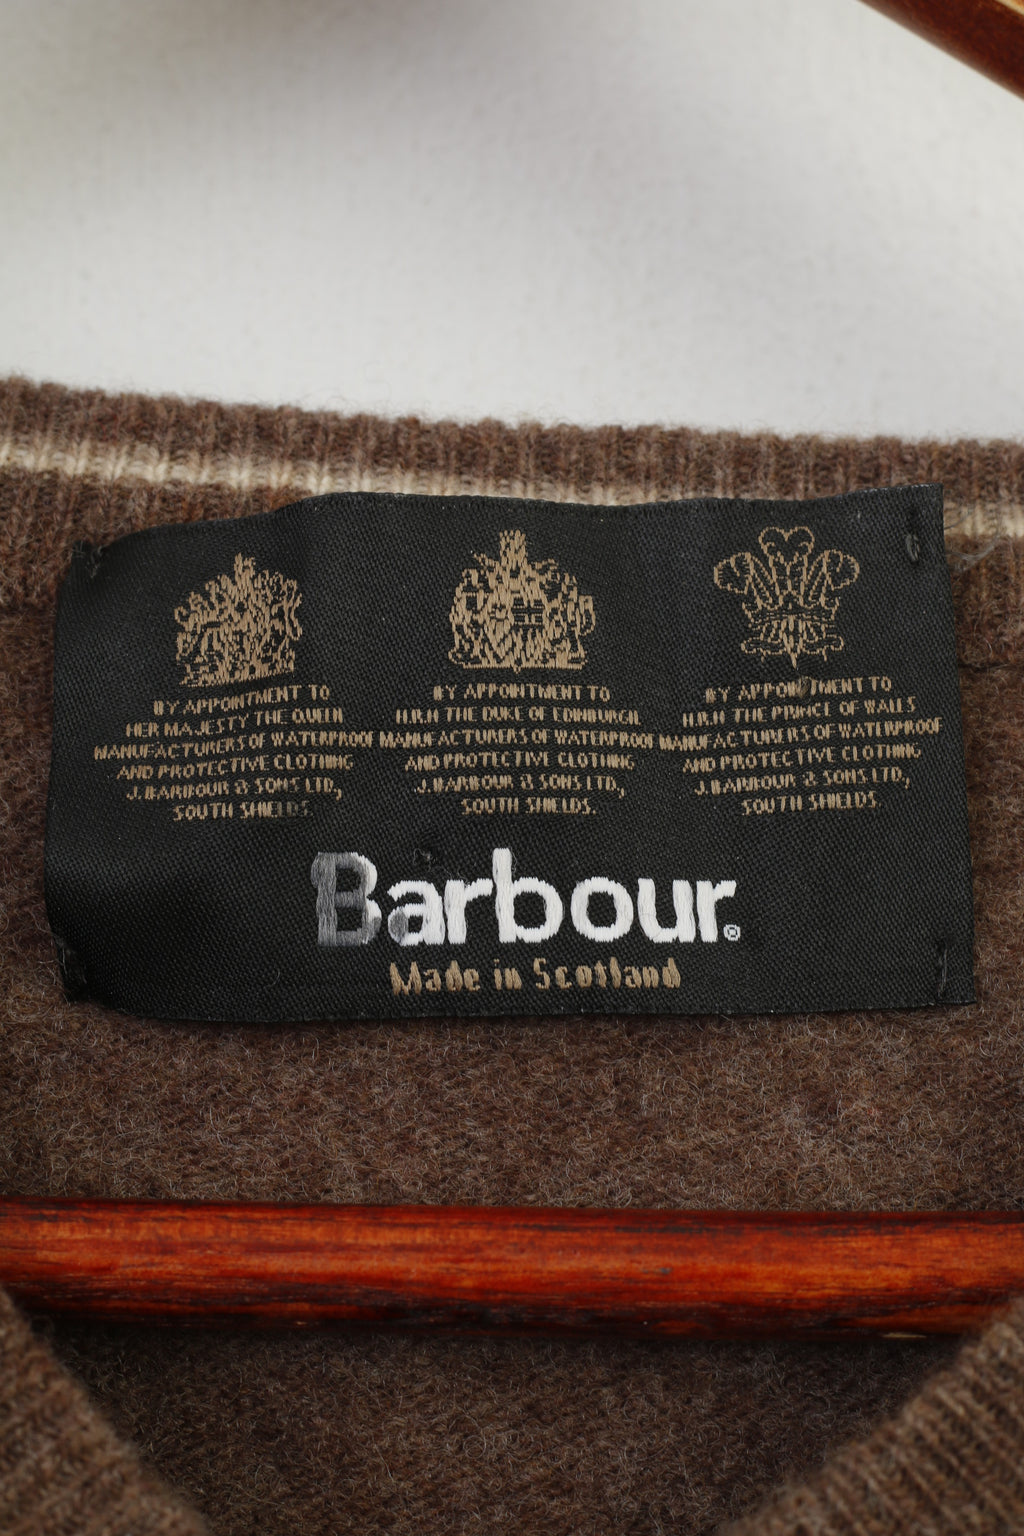 BY APPOINTMENT TO
HER MAJESTY THE QUEEN
MANUFACTURERS OF WATERPROOF
AND PROTECTIVE CLOTHING
J. BARBOUR & SONS LTD,
SOUTH SHIELDS.
BY APPOINTMENT TO
H.R.H THE DUKE OF EDINBURGH
MANUFACTURERS OF WATERPROOF
AND PROTECTIVE CLOTHING
J. BARBOUR & SONS LTD,
SOUTH SHIELDS.
BY APPOINTMENT TO
H.R.H THE PRINCE OF WALES
MANUFACTURERS OF WATERPROOF
AND PROTECTIVE CLOTHING
J. BARBOUR & SONS LTD,
SOUTH SHIELDS
Barbour®
Made in Scotland